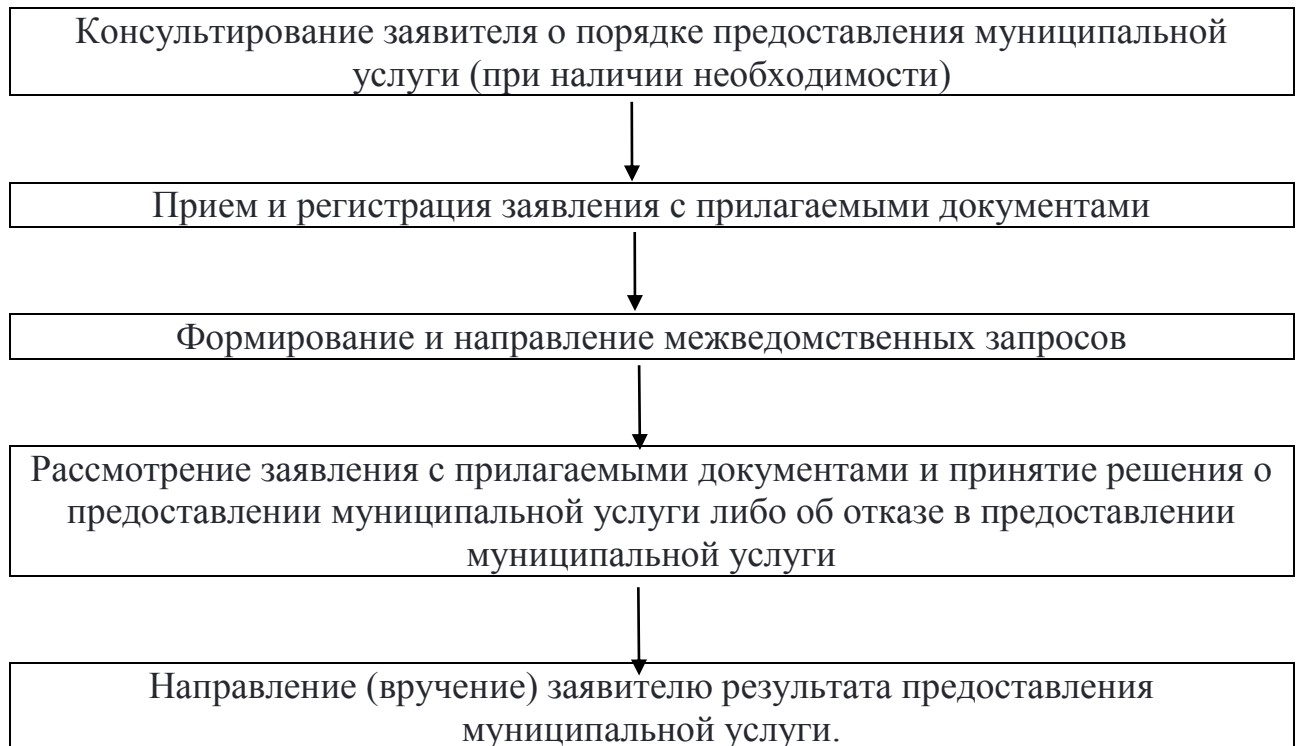 Консультирование заявителя о порядке предоставления муниципальной
услуги (при наличии необходимости)
Прием и регистрация заявления с прилагаемыми документами
Формирование и направление межведомственных запросов
Рассмотрение заявления с прилагаемыми документами и принятие решения о
предоставлении муниципальной услуги либо об отказе в предоставлении
муниципальной услуги
Направление (вручение) заявителю результата предоставления
муниципальной услуги.